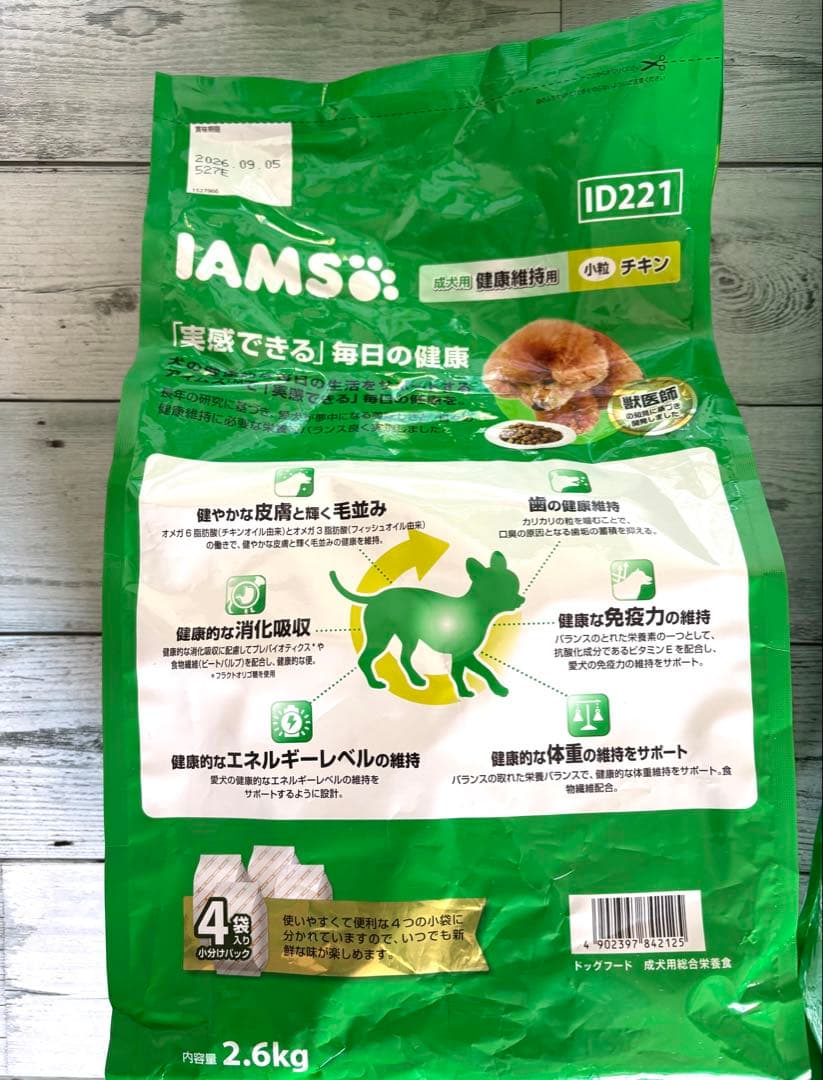 賞味期限
2026.09.05
527E
1527966
ID221
IAMS
成犬用 健康維持用 小粒 チキン
「実感できる」毎日の健康
獣医師
の知見に基づき
開発しました
健やかな皮膚と輝く毛並み
オメガ6脂肪酸(チキンオイル由来)とオメガ3脂肪酸(フィッシュオイル由来)
の働きで、健やかな皮膚と輝く毛並みの健康を維持。
歯の健康維持
カリカリの粒を噛むことで、
口臭の原因となる歯垢の蓄積を抑える。
健康的な消化吸収
健康的な消化吸収に配慮してプレバイオティクス*や
食物繊維(ビートパルプ)を配合し、健康的な便。
*フラクトオリゴ糖を使用
健康な免疫力の維持
バランスのとれた栄養素の一つとして、
抗酸化成分であるビタミンEを配合し、
愛犬の免疫力の維持をサポート。
健康的なエネルギーレベルの維持
愛犬の健康的なエネルギーレベルの維持を
サポートするように設計。
健康的な体重の維持をサポート
バランスの取れた栄養バランスで、健康的な体重維持をサポート。食
物繊維配合。
4袋入り
小分けパック
使いやすくて便利な4つの小袋に
分かれていますので、いつでも新
鮮な味が楽しめます。
4 902397 842125
ドッグフード 成犬用総合栄養食
内容量 2.6kg